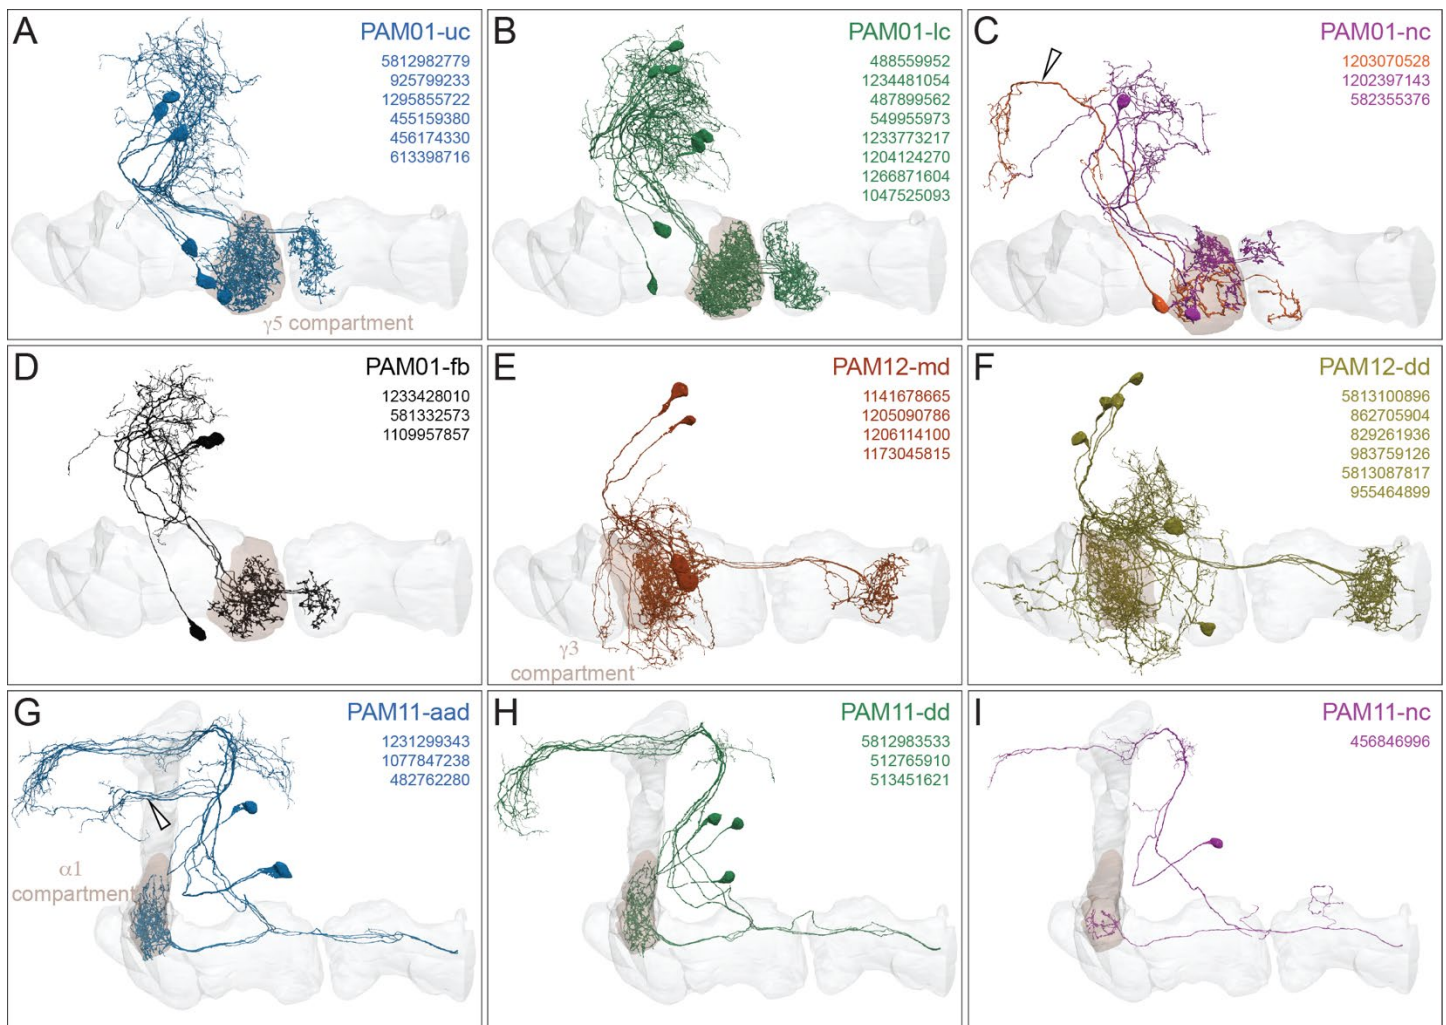 A
PAM01-uc
5812982779
925799233
1295855722
455159380
456174330
613398716
γ5 compartment
B
PAM01-lc
488559952
1234481054
487899562
549955973
1233773217
1204124270
1266871604
1047525093
C
PAM01-nc
1203070528
1202397143
582355376
D
PAM01-fb
1233428010
581332573
1109957857
E
PAM12-md
1141678665
1205090786
1206114100
1173045815
γ3
compartment
F
PAM12-dd
5813100896
862705904
829261936
983759126
5813087817
955464899
G
PAM11-aad
1231299343
1077847238
482762280
α1
compartment
H
PAM11-dd
5812983533
512765910
513451621
I
PAM11-nc
456846996